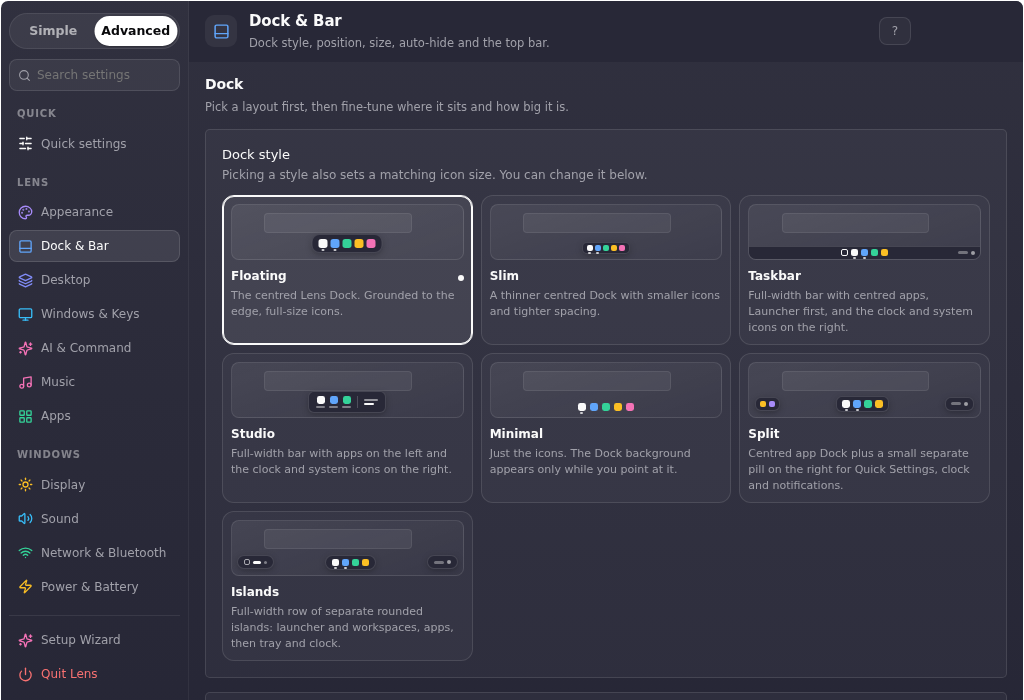 Simple
Advanced
Search settings
QUICK
Quick settings
LENS
Appearance
Dock & Bar
Desktop
Windows & Keys
AI & Command
Music
Apps
WINDOWS
Display
Sound
Network & Bluetooth
Power & Battery
Setup Wizard
Quit Lens
Dock & Bar
Dock style, position, size, auto-hide and the top bar.
?
Dock
Pick a layout first, then fine-tune where it sits and how big it is.
Dock style
Picking a style also sets a matching icon size. You can change it below.
Floating
The centred Lens Dock. Grounded to the
edge, full-size icons.
Slim
A thinner centred Dock with smaller icons
and tighter spacing.
Taskbar
Full-width bar with centred apps,
Launcher first, and the clock and system
icons on the right.
Studio
Full-width bar with apps on the left and
the clock and system icons on the right.
Minimal
Just the icons. The Dock background
appears only while you point at it.
Split
Centred app Dock plus a small separate
pill on the right for Quick Settings, clock
and notifications.
Islands
Full-width row of separate rounded
islands: launcher and workspaces, apps,
then tray and clock.